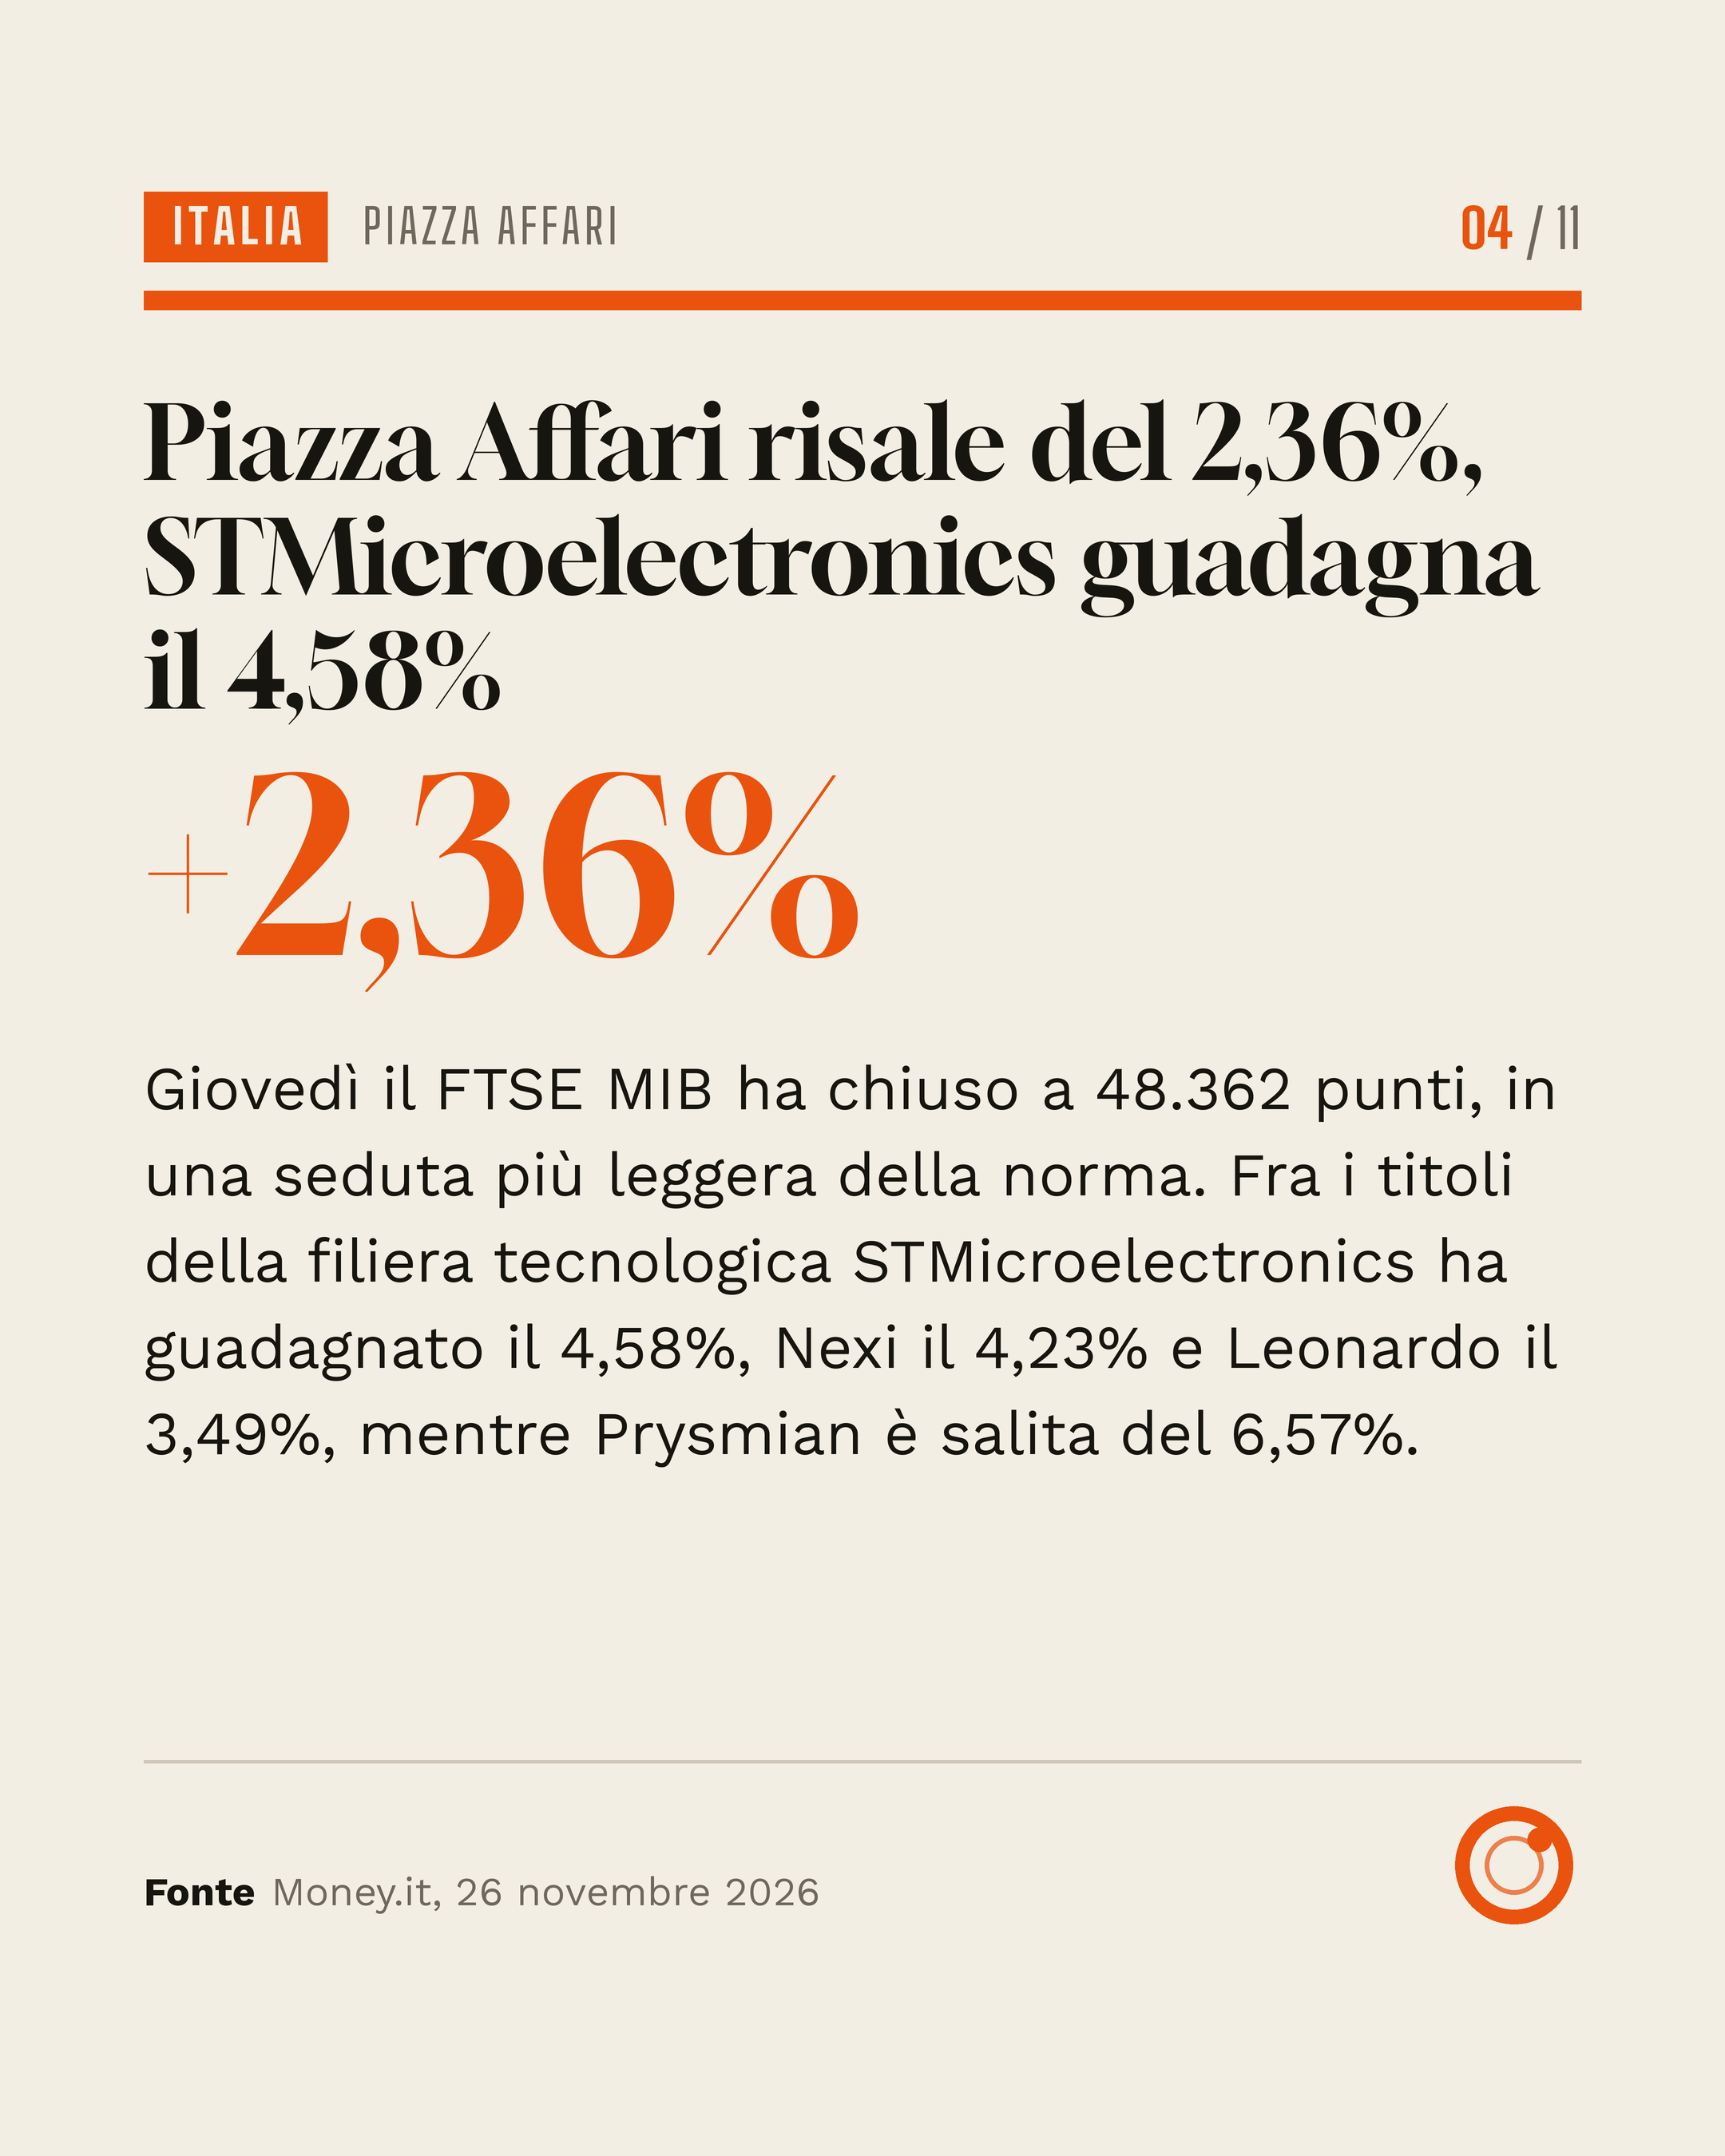 ITALIA PIAZZA AFFARI 04 / 11
Piazza Affari risale del 2,36%,
STMicroelectronics guadagna
il 4,58%
+2,36%
Giovedì il FTSE MIB ha chiuso a 48.362 punti, in
una seduta più leggera della norma. Fra i titoli
della filiera tecnologica STMicroelectronics ha
guadagnato il 4,58%, Nexi il 4,23% e Leonardo il
3,49%, mentre Prysmian è salita del 6,57%.
Fonte Money.it, 26 novembre 2026